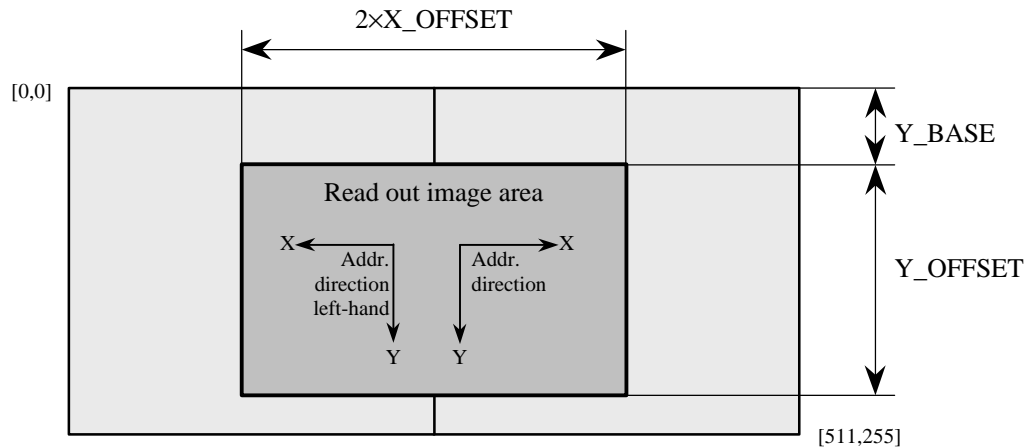 2×X_OFFSET
[0,0]
Y_BASE
Read out image area
X
X
Addr.
direction
left-hand
Addr.
direction
Y_OFFSET
Y
Y
[511,255]